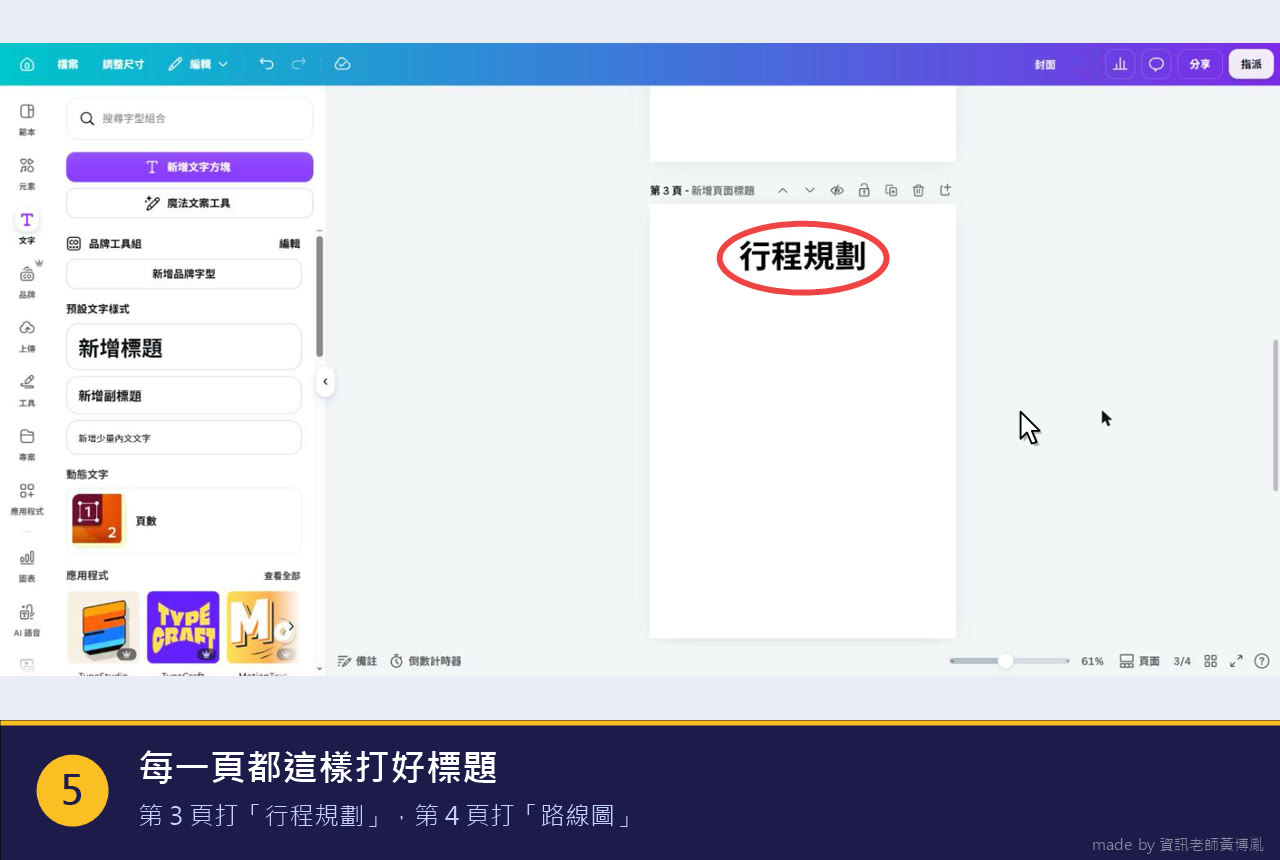 檔案 調整尺寸 編輯 封面 分享 指派
範本
元素
文字
品牌
上傳
工具
專案
應用程式
圖表
AI 語音
搜尋字型組合
新增文字方塊
魔法文案工具
品牌工具組 編輯
新增品牌字型
預設文字樣式
新增標題
新增副標題
新增少量內文文字
動態文字
1
2
頁數
應用程式 查看全部
TYPE CRAFT
Mo
TypeStudio TypeCraft MotionText
第 3 頁 - 新增頁面標題
行程規劃
備註 倒數計時器 61% 頁面 3/4
5
每一頁都這樣打好標題
第 3 頁打「行程規劃」，第 4 頁打「路線圖」
made by 資訊老師黃博胤